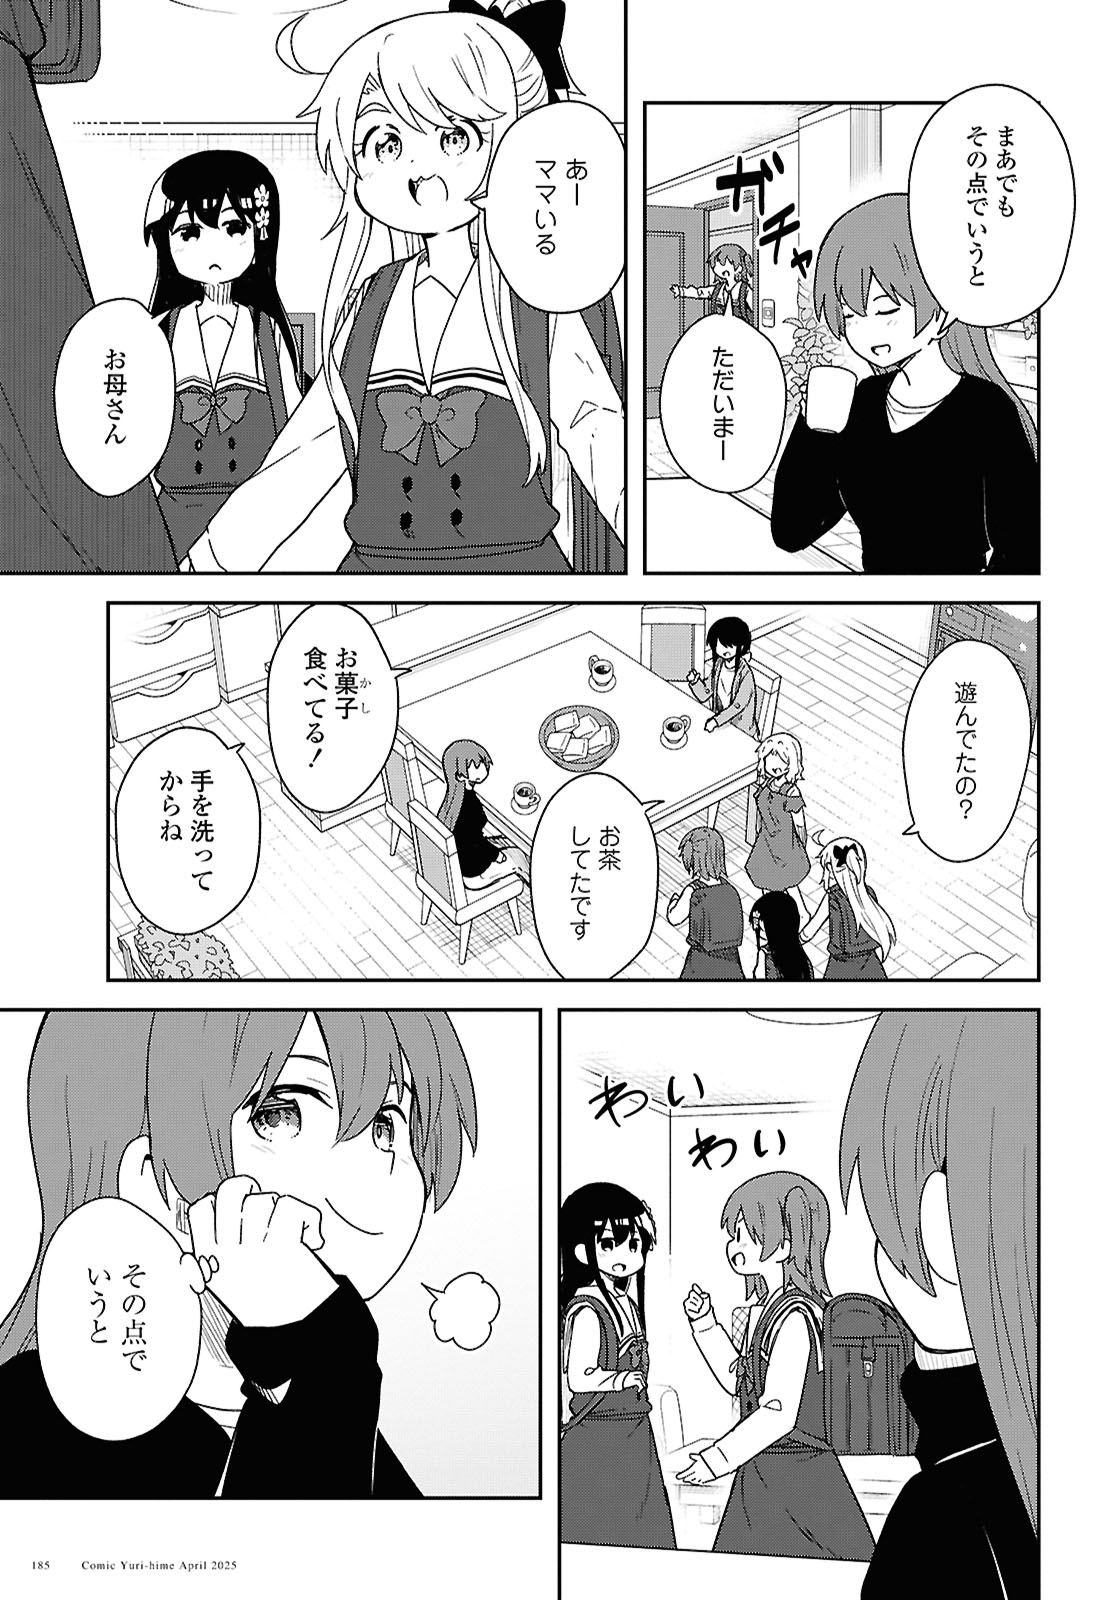 まあでも
その点でいうと
ガチャ
ただいまー
あー
ママいる
お母さん
遊んでたの?
お茶
してたです
お菓子
かし
食べてる!
手を洗って
からね
わい
わい
その点で
いうと
185 Comic Yuri-hime April 2025